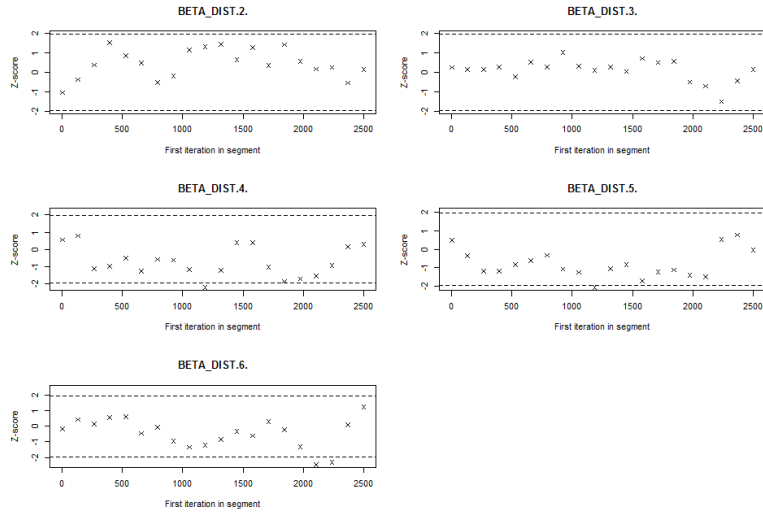 BETA_DIST.2.
Z-score
2
1
0
-1
-2
0 500 1000 1500 2000 2500
First iteration in segment
BETA_DIST.3.
Z-score
2
1
0
-1
-2
0 500 1000 1500 2000 2500
First iteration in segment
BETA_DIST.4.
Z-score
2
1
0
-1
-2
0 500 1000 1500 2000 2500
First iteration in segment
BETA_DIST.5.
Z-score
2
1
0
-1
-2
0 500 1000 1500 2000 2500
First iteration in segment
BETA_DIST.6.
Z-score
2
1
0
-1
-2
0 500 1000 1500 2000 2500
First iteration in segment